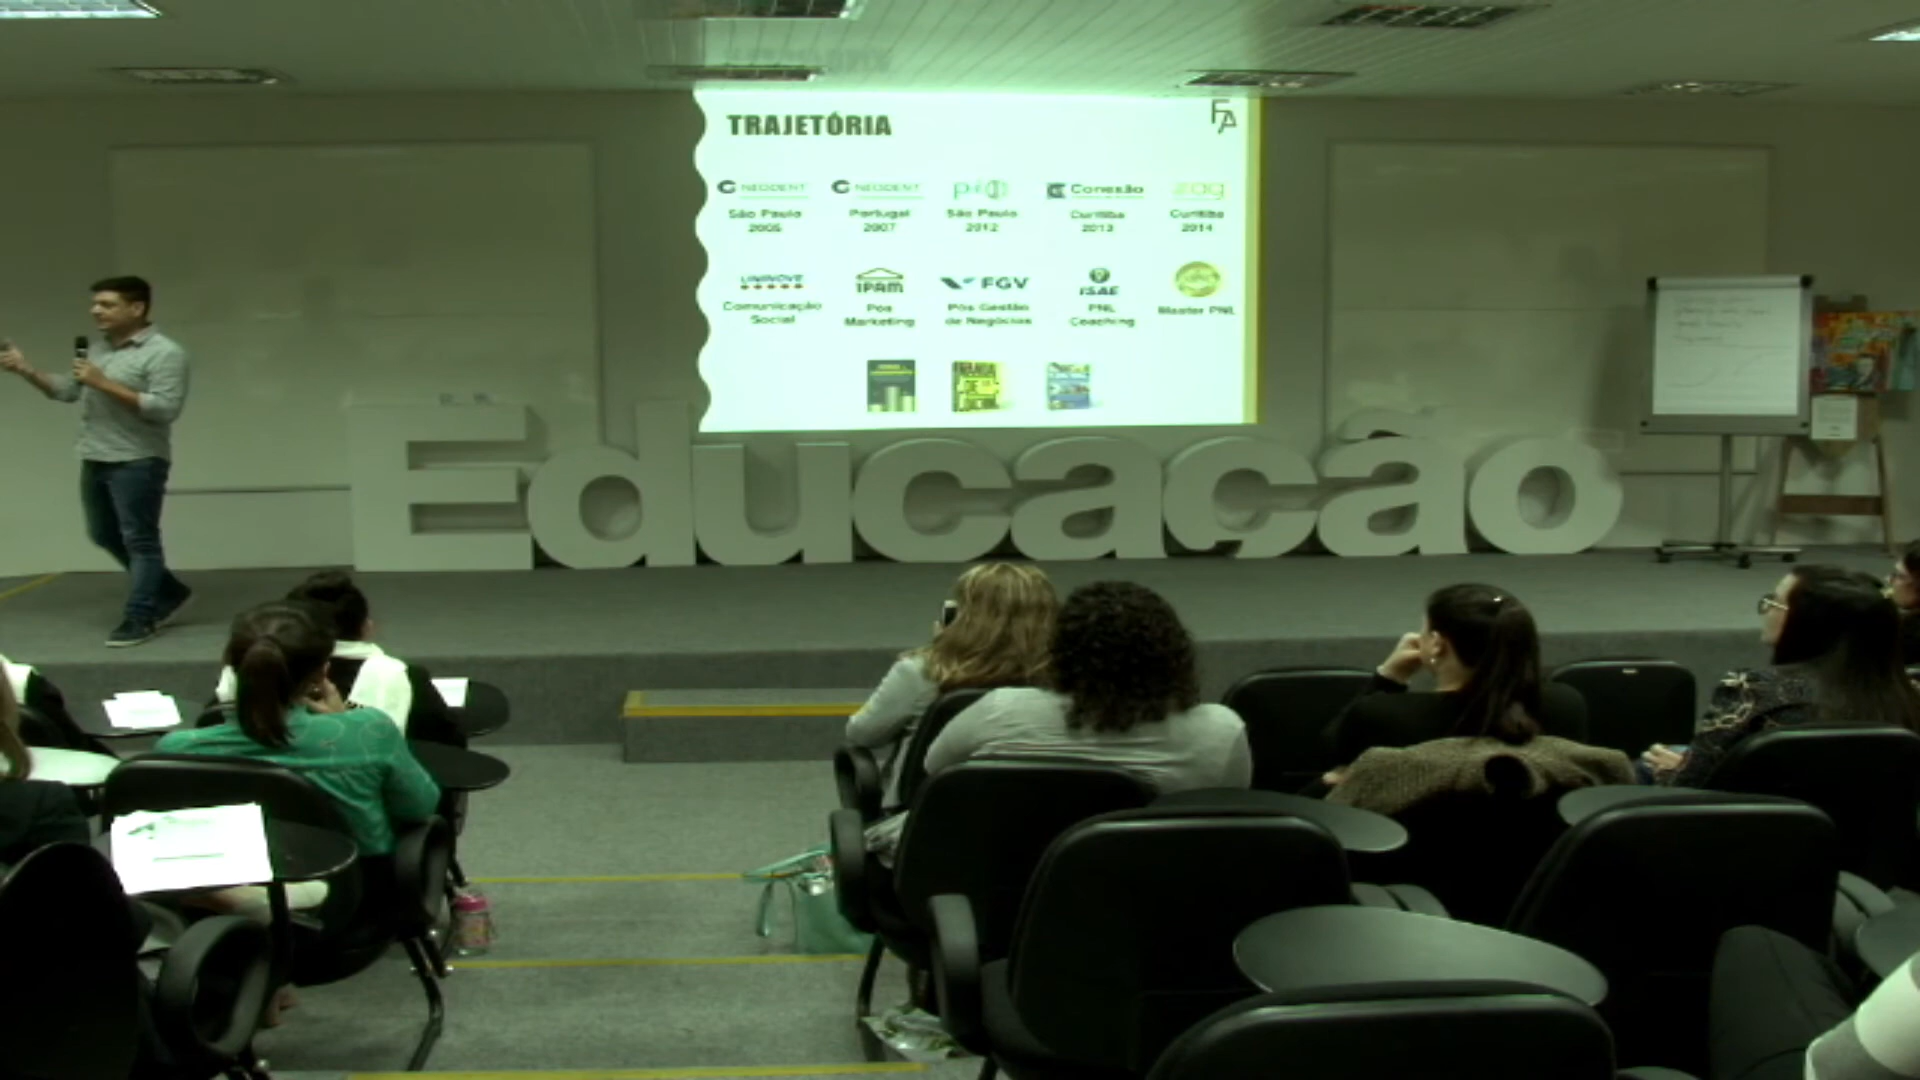 TRAJETÓRIA
FA
NEODENT NEODENT Conexão
São Paulo Portugal São Paulo Curitiba Curitiba
2005 2007 2012 2013 2014
UNINOVE IPAM FGV ISAE
Comunicação Social
Pós Marketing
Pós Gestão de Negócios
PNL Coaching
Master PNL
Educação